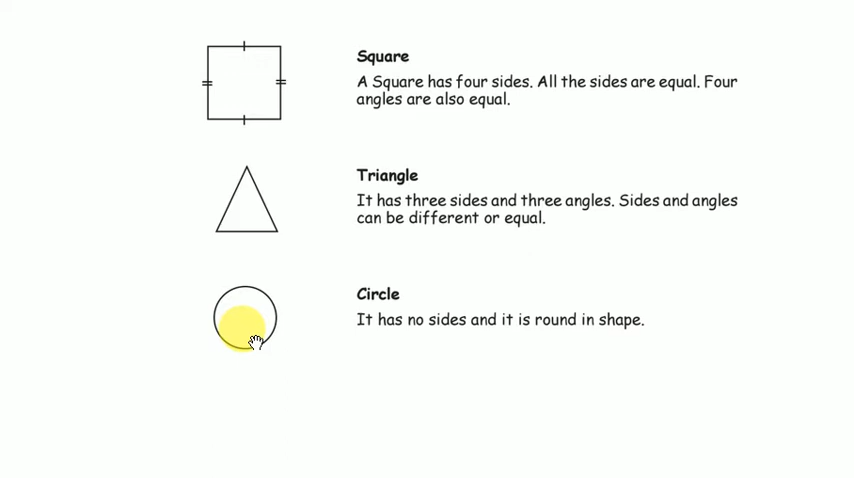 Square
A Square has four sides. All the sides are equal. Four
angles are also equal.
Triangle
It has three sides and three angles. Sides and angles
can be different or equal.
Circle
It has no sides and it is round in shape.